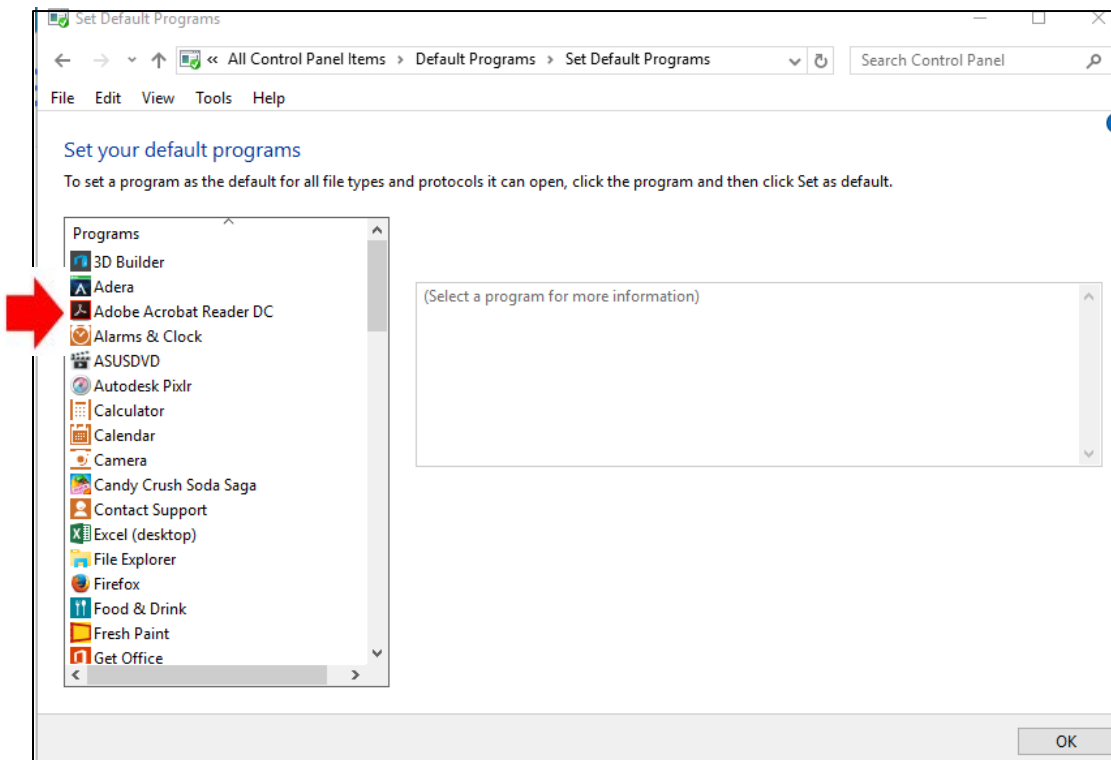 Set Default Programs
« All Control Panel Items > Default Programs > Set Default Programs
Search Control Panel
File Edit View Tools Help
Set your default programs
To set a program as the default for all file types and protocols it can open, click the program and then click Set as default.
Programs
3D Builder
Adera
Adobe Acrobat Reader DC
Alarms & Clock
ASUSDVD
Autodesk Pixlr
Calculator
Calendar
Camera
Candy Crush Soda Saga
Contact Support
Excel (desktop)
File Explorer
Firefox
Food & Drink
Fresh Paint
Get Office
(Select a program for more information)
OK